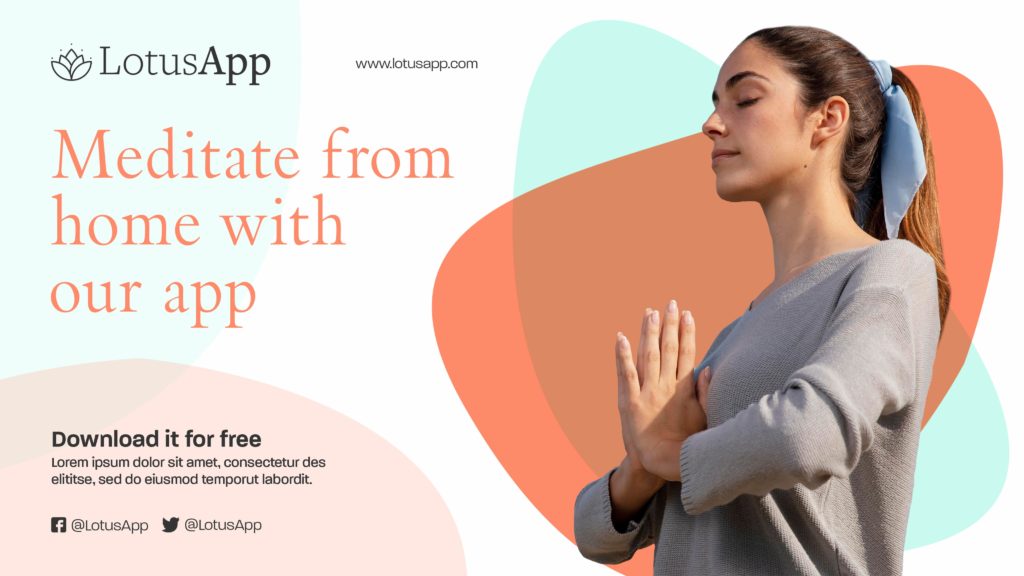 LotusApp
www.lotusapp.com
Meditate from
home with
our app
Download it for free
Lorem ipsum dolor sit amet, consectetur des
elititse, sed do eiusmod temporut labordit.
@LotusApp @LotusApp